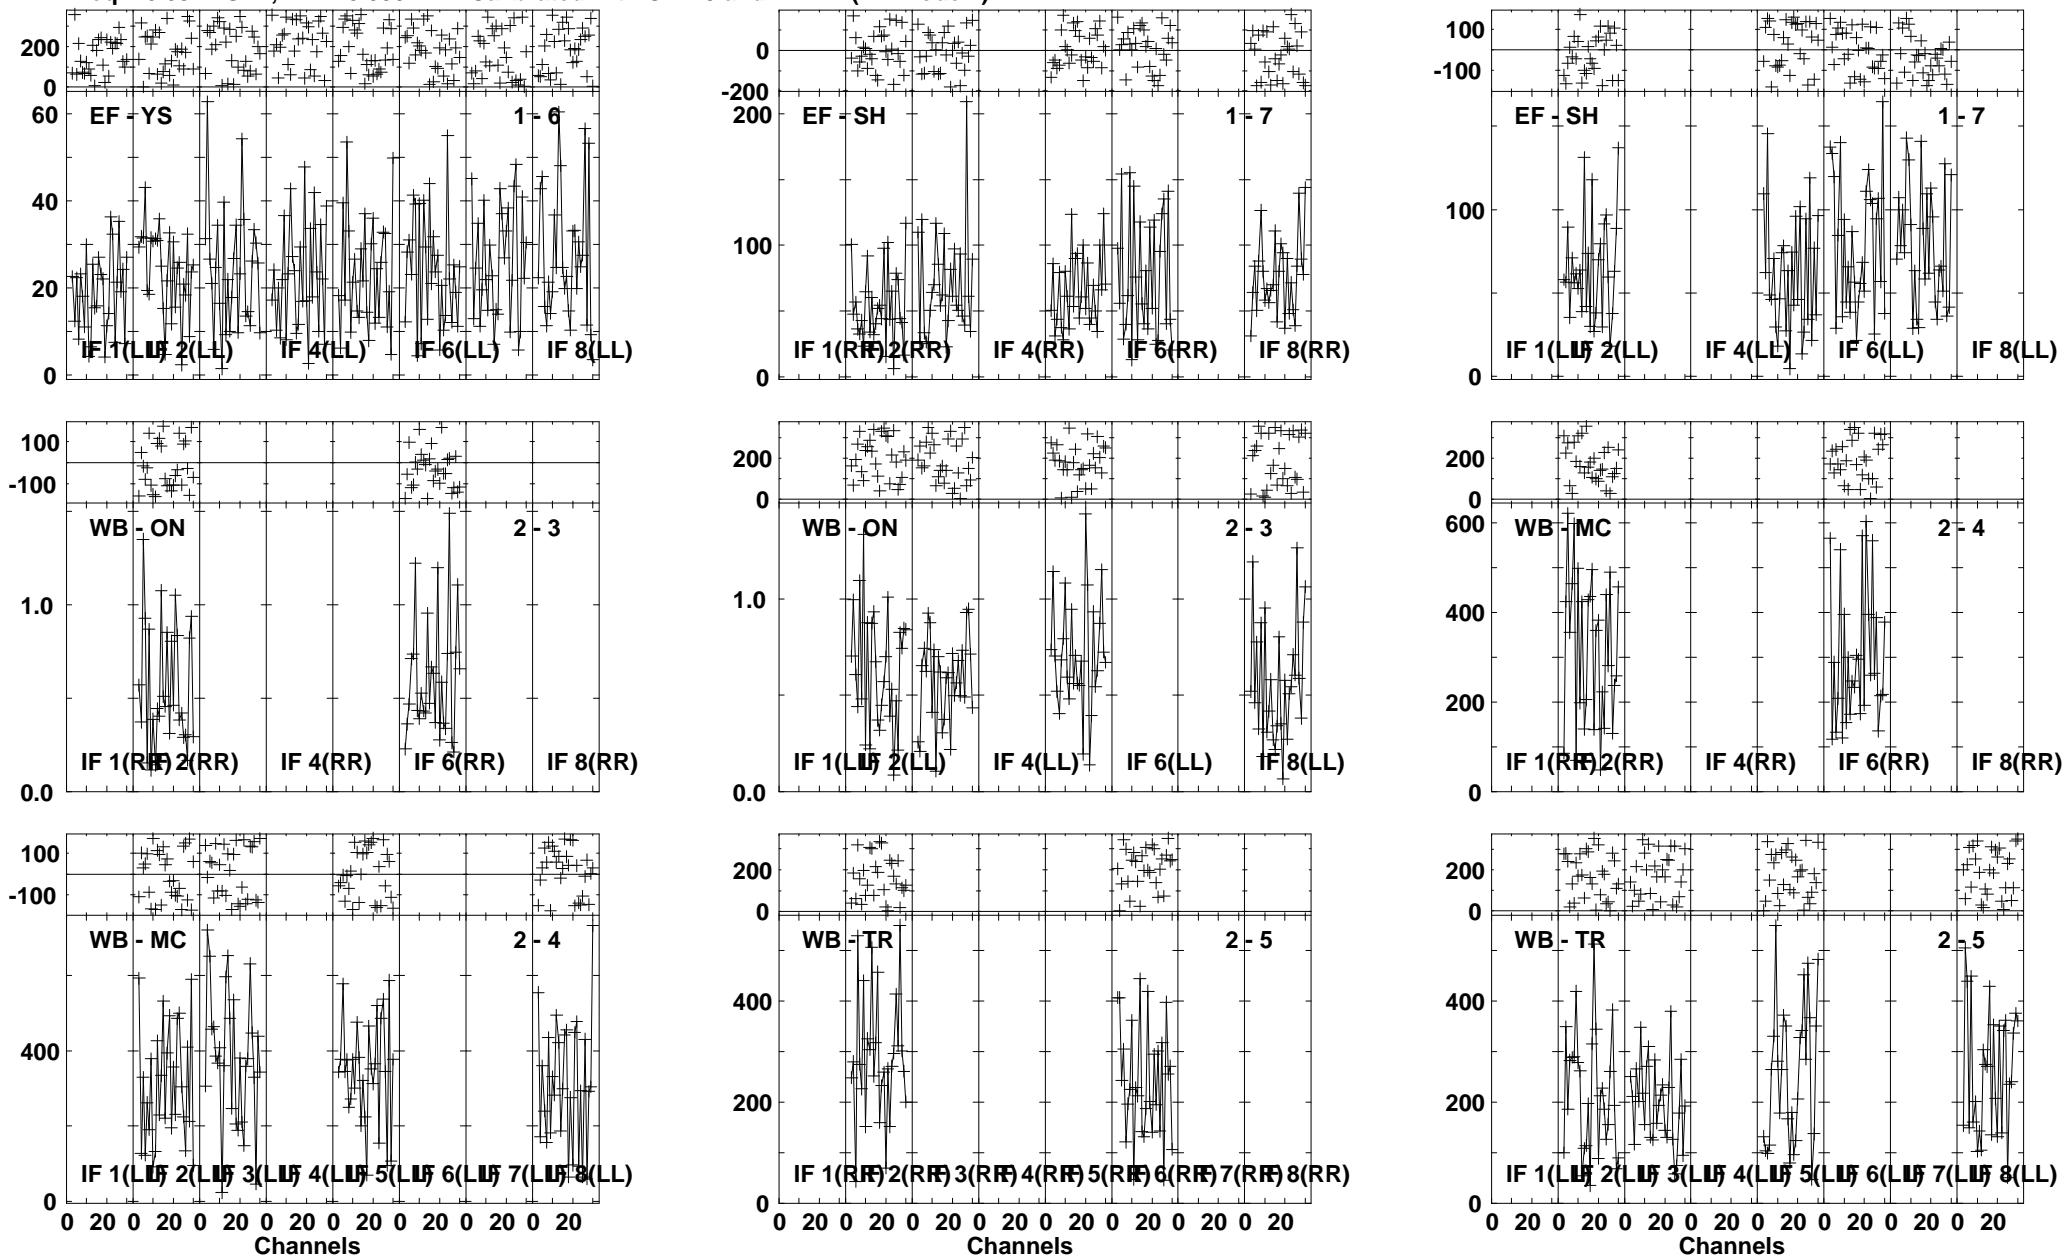 200
0
60
40
20
0
EF - YS
1 - 6
IF 1(LL) IF 2(LL) IF 4(LL) IF 6(LL) IF 8(LL)
0
-200
200
100
0
EF - SH
1 - 7
IF 1(RR) IF 2(RR) IF 4(RR) IF 6(RR) IF 8(RR)
100
-100
100
0
EF - SH
1 - 7
IF 1(LL) IF 2(LL) IF 4(LL) IF 6(LL) IF 8(LL)
100
-100
1.0
0.0
WB - ON
2 - 3
IF 1(RR) IF 2(RR) IF 4(RR) IF 6(RR) IF 8(RR)
200
0
1.0
0.0
WB - ON
2 - 3
IF 1(LL) IF 2(LL) IF 4(LL) IF 6(LL) IF 8(LL)
200
0
600
400
200
0
WB - MC
2 - 4
IF 1(RR) IF 2(RR) IF 4(RR) IF 6(RR) IF 8(RR)
100
-100
400
0
WB - MC
2 - 4
IF 1(LL) IF 2(LL) IF 3(LL) IF 4(LL) IF 5(LL) IF 6(LL) IF 7(LL) IF 8(LL)
0 20 0 20 0 20 0 20 0 20 0 20 0 20 0 20
Channels
200
0
400
200
0
WB - TR
2 - 5
IF 1(RR) IF 2(RR) IF 3(RR) IF 4(RR) IF 5(RR) IF 6(RR) IF 7(RR) IF 8(RR)
0 20 0 20 0 20 0 20 0 20 0 20 0 20 0 20
Channels
200
0
400
200
0
WB - TR
2 - 5
IF 1(LL) IF 2(LL) IF 3(LL) IF 4(LL) IF 5(LL) IF 6(LL) IF 7(LL) IF 8(LL)
0 20 0 20 0 20 0 20 0 20 0 20 0 20 0 20
Channels